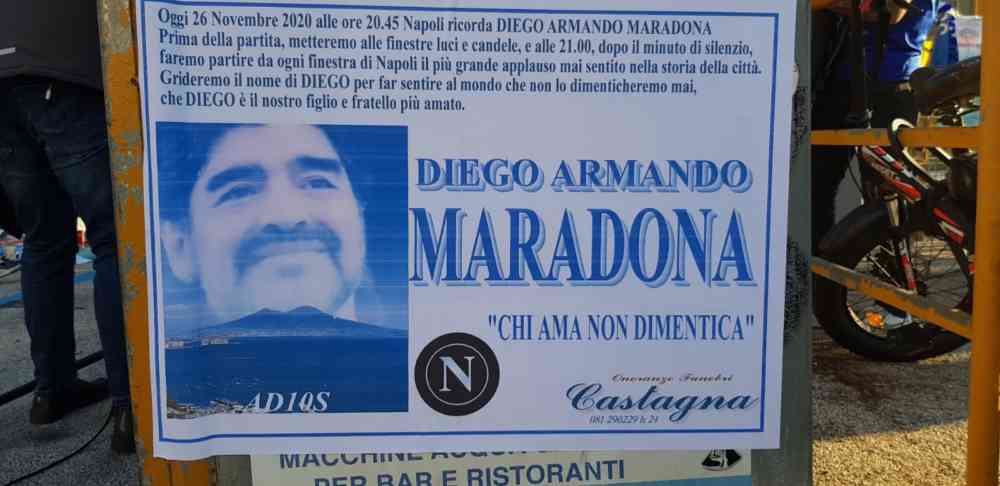 Oggi 26 Novembre 2020 alle ore 20.45 Napoli ricorda DIEGO ARMANDO MARADONA
Prima della partita, metteremo alle finestre luci e candele, e alle 21.00, dopo il minuto di silenzio,
faremo partire da ogni finestra di Napoli il più grande applauso mai sentito nella storia della città.
Grideremo il nome di DIEGO per far sentire al mondo che non lo dimenticheremo mai,
che DIEGO è il nostro figlio e fratello più amato.
DIEGO ARMANDO
MARADONA
"CHI AMA NON DIMENTICA"
N
AD10S
Onoranze Funebri
Castagna
081 290229 h 24
MACCHINE ACQUA
PER BAR E RISTORANTI